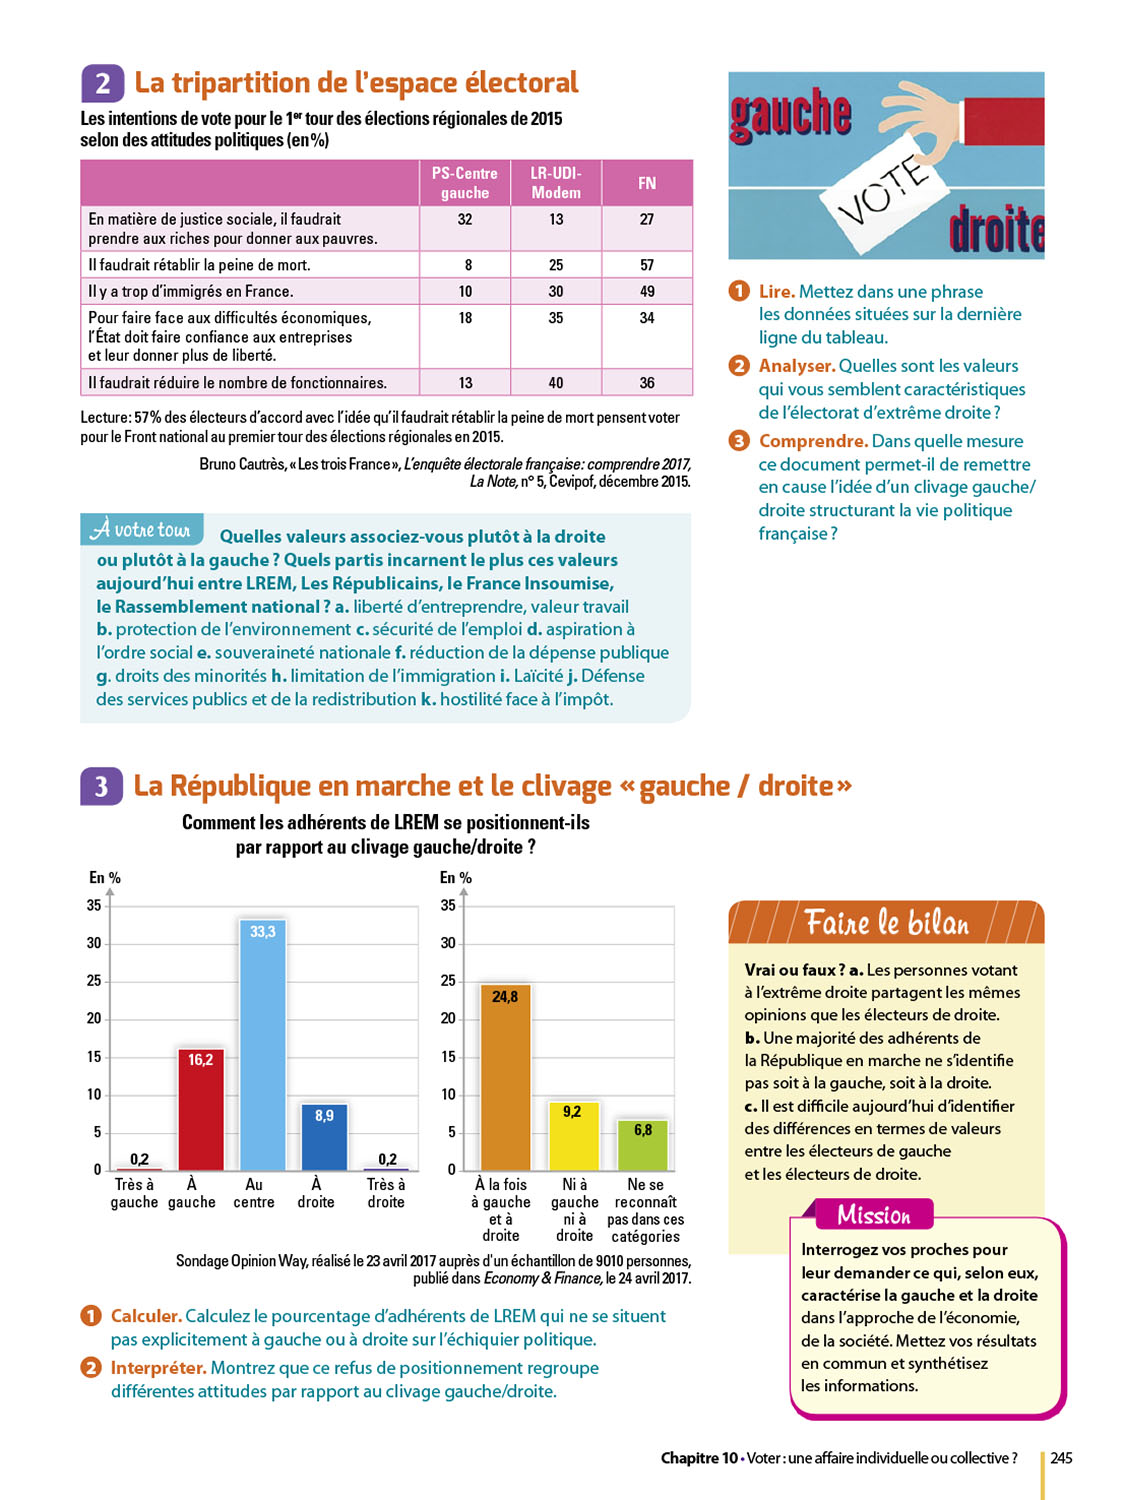 2 La tripartition de l'espace électoral
Les intentions de vote pour le 1er tour des élections régionales de 2015
selon des attitudes politiques (en %)
PS-Centre gauche LR-UDI-Modem FN
En matière de justice sociale, il faudrait
prendre aux riches pour donner aux pauvres. 32 13 27
Il faudrait rétablir la peine de mort. 8 25 57
Il y a trop d'immigrés en France. 10 30 49
Pour faire face aux difficultés économiques,
l'État doit faire confiance aux entreprises
et leur donner plus de liberté. 18 35 34
Il faudrait réduire le nombre de fonctionnaires. 13 40 36
Lecture : 57 % des électeurs d'accord avec l'idée qu'il faudrait rétablir la peine de mort pensent voter
pour le Front national au premier tour des élections régionales en 2015.
Bruno Cautrès, « Les trois France », L'enquête électorale française : comprendre 2017,
La Note, n° 5, Cevipof, décembre 2015.
gauche
VOTE
droite
1 Lire. Mettez dans une phrase
les données situées sur la dernière
ligne du tableau.
2 Analyser. Quelles sont les valeurs
qui vous semblent caractéristiques
de l'électorat d'extrême droite ?
3 Comprendre. Dans quelle mesure
ce document permet-il de remettre
en cause l'idée d'un clivage gauche/
droite structurant la vie politique
française ?
À votre tour Quelles valeurs associez-vous plutôt à la droite
ou plutôt à la gauche ? Quels partis incarnent le plus ces valeurs
aujourd'hui entre LREM, Les Républicains, le France Insoumise,
le Rassemblement national ? a. liberté d'entreprendre, valeur travail
b. protection de l'environnement c. sécurité de l'emploi d. aspiration à
l'ordre social e. souveraineté nationale f. réduction de la dépense publique
g. droits des minorités h. limitation de l'immigration i. Laïcité j. Défense
des services publics et de la redistribution k. hostilité face à l'impôt.
3 La République en marche et le clivage « gauche / droite »
Comment les adhérents de LREM se positionnent-ils
par rapport au clivage gauche/droite ?
En %
35
30
25
20
15
10
5
0
0,2
16,2
33,3
8,9
0,2
Très à gauche
À gauche
Au centre
À droite
Très à droite
En %
35
30
25
20
15
10
5
0
24,8
9,2
6,8
À la fois à gauche et à droite
Ni à gauche ni à droite
Ne se reconnaît pas dans ces catégories
Sondage Opinion Way, réalisé le 23 avril 2017 auprès d'un échantillon de 9010 personnes,
publié dans Economy & Finance, le 24 avril 2017.
1 Calculer. Calculez le pourcentage d'adhérents de LREM qui ne se situent
pas explicitement à gauche ou à droite sur l'échiquier politique.
2 Interpréter. Montrez que ce refus de positionnement regroupe
différentes attitudes par rapport au clivage gauche/droite.
Faire le bilan
Vrai ou faux ? a. Les personnes votant
à l'extrême droite partagent les mêmes
opinions que les électeurs de droite.
b. Une majorité des adhérents de
la République en marche ne s'identifie
pas soit à la gauche, soit à la droite.
c. Il est difficile aujourd'hui d'identifier
des différences en termes de valeurs
entre les électeurs de gauche
et les électeurs de droite.
Mission
Interrogez vos proches pour
leur demander ce qui, selon eux,
caractérise la gauche et la droite
dans l'approche de l'économie,
de la société. Mettez vos résultats
en commun et synthétisez
les informations.
Chapitre 10 • Voter : une affaire individuelle ou collective ? 245